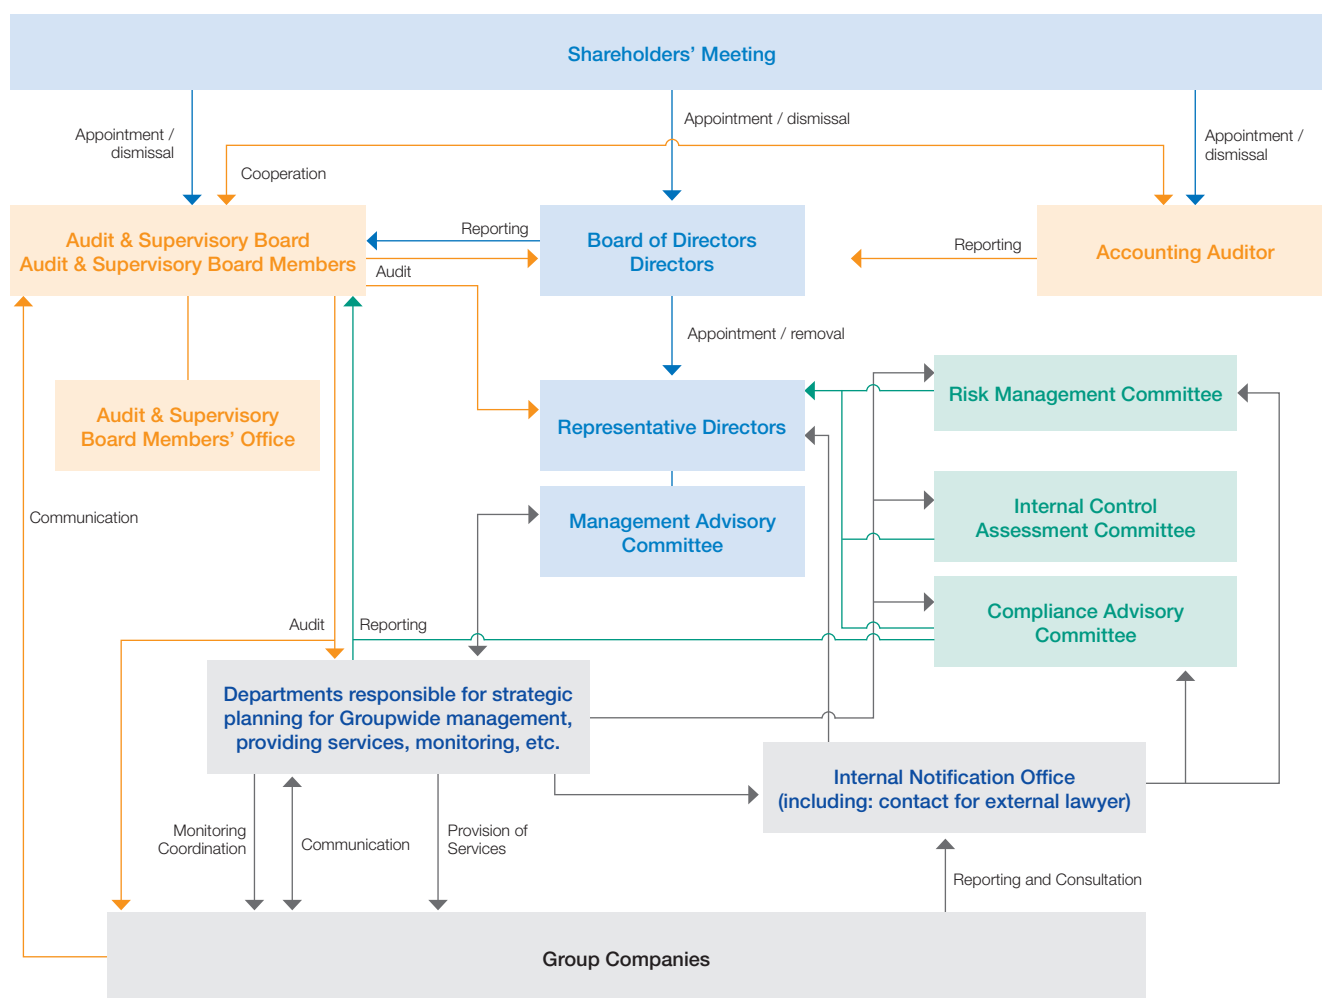 Shareholders’ Meeting
Appointment /
dismissal
Appointment / dismissal
Appointment /
dismissal
Cooperation
Audit & Supervisory Board
Audit & Supervisory Board Members
Reporting
Audit
Board of Directors
Directors
Reporting
Accounting Auditor
Appointment / removal
Audit & Supervisory
Board Members’ Office
Representative Directors
Risk Management Committee
Communication
Management Advisory
Committee
Internal Control
Assessment Committee
Compliance Advisory
Committee
Audit
Reporting
Departments responsible for strategic
planning for Groupwide management,
providing services, monitoring, etc.
Internal Notification Office
(including: contact for external lawyer)
Monitoring
Coordination
Communication
Provision of
Services
Reporting and Consultation
Group Companies